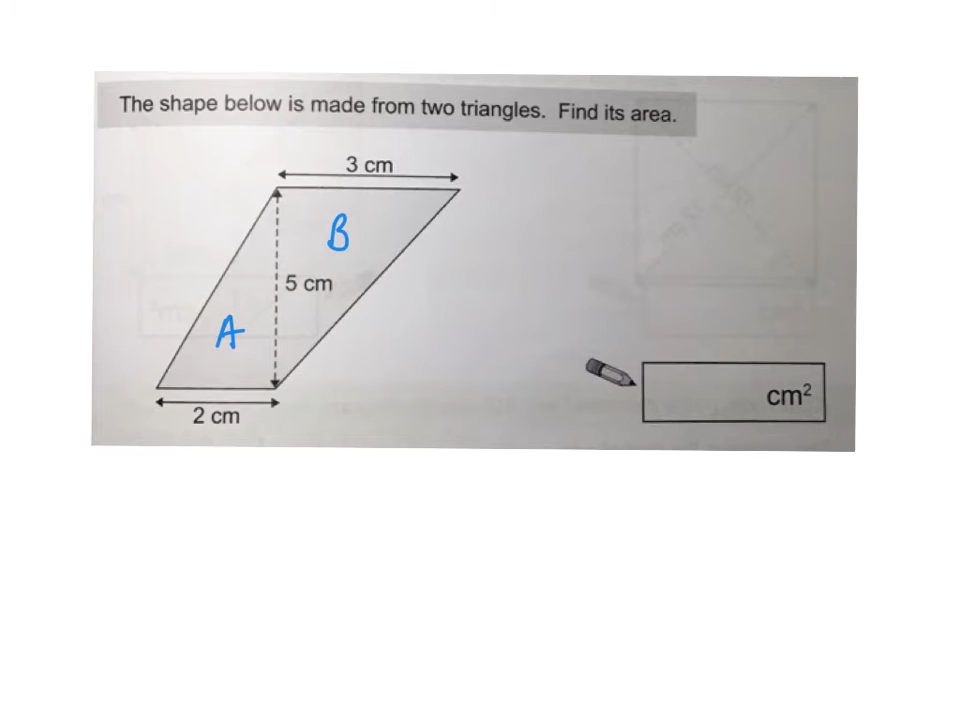 The shape below is made from two triangles. Find its area.
3 cm
B
5 cm
A
2 cm
cm²